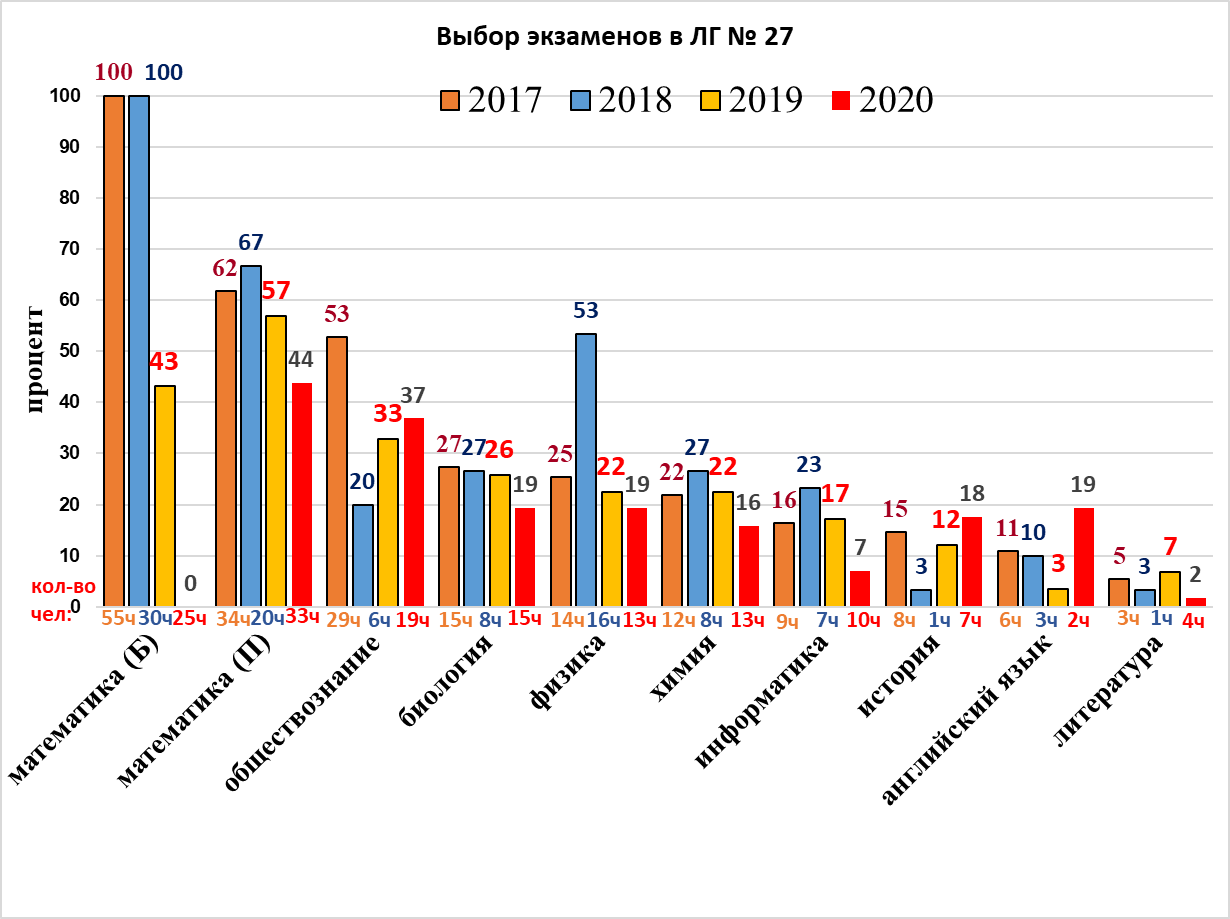 Выбор экзаменов в ЛГ № 27
2017 2018 2019 2020
процент
100
90
80
70
60
50
40
30
20
10
0
100 100 43 0
62 67 57 44
53 20 33 37
27 27 26 19
25 53 22 19
22 27 22 16
16 23 17 7
15 3 12 18
11 10 3 19
5 3 7 2
кол-во
чел:
55ч 30ч 25ч 34ч 20ч 33ч 29ч 6ч 19ч 15ч 8ч 15ч 14ч 16ч 13ч 12ч 8ч 13ч 9ч 7ч 10ч 8ч 1ч 7ч 6ч 3ч 2ч 3ч 1ч 4ч
математика (Б)
математика (П)
обществознание
биология
физика
химия
информатика
история
английский язык
литература